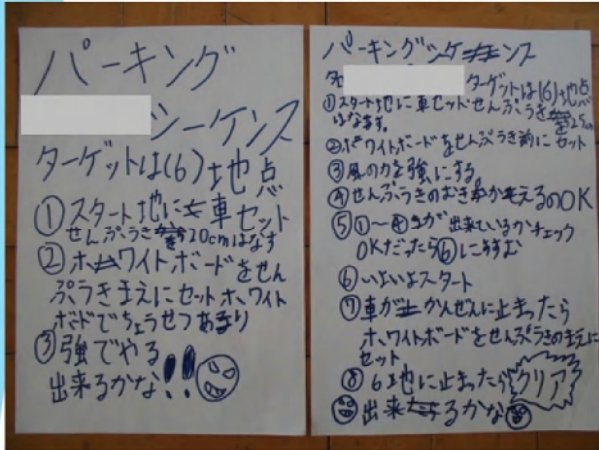 パーキング
シーケンス
ターゲットは(6)地点
①スタート地に車セット
せんぷうきを20cmはなす
②ホワイトボードをせん
ぷうきまえにセットホワイト
ボードでちょうせつあり
③強でやる
出来るかな!!
パーキングシケンス
ターゲットは(6)地点
①スタート地に車セットせんぷうきを25cm
はなす。
②ホワイトボードをせんぷうき前にセット
③風の力を強にする。
④せんぷうきのむきかえるのOK
⑤①〜④が出来ているかチェック
OKだったら⑥にすすむ
⑥いよいよスタート
⑦車がかんぜんに止まったら
ホワイトボードをせんぷうきのまえに
セット
⑧6地に止まったらクリア
出来るかな